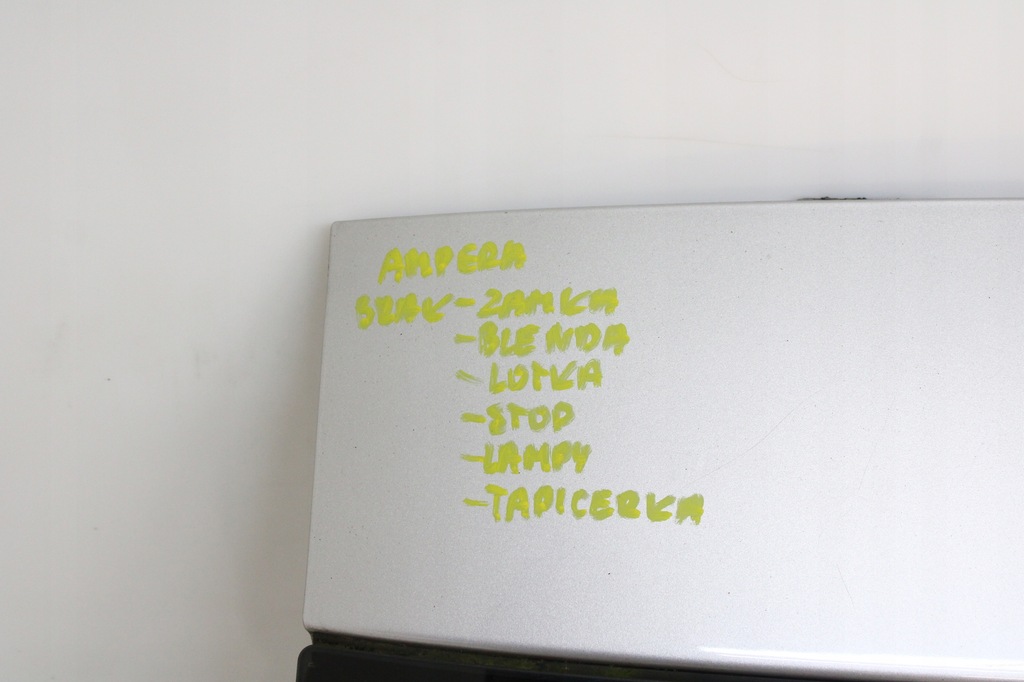 AMPERA
BRAK - ZAMKA
- BLENDA
- LOTKA
- STOP
- LAMPY
- TAPICERKA